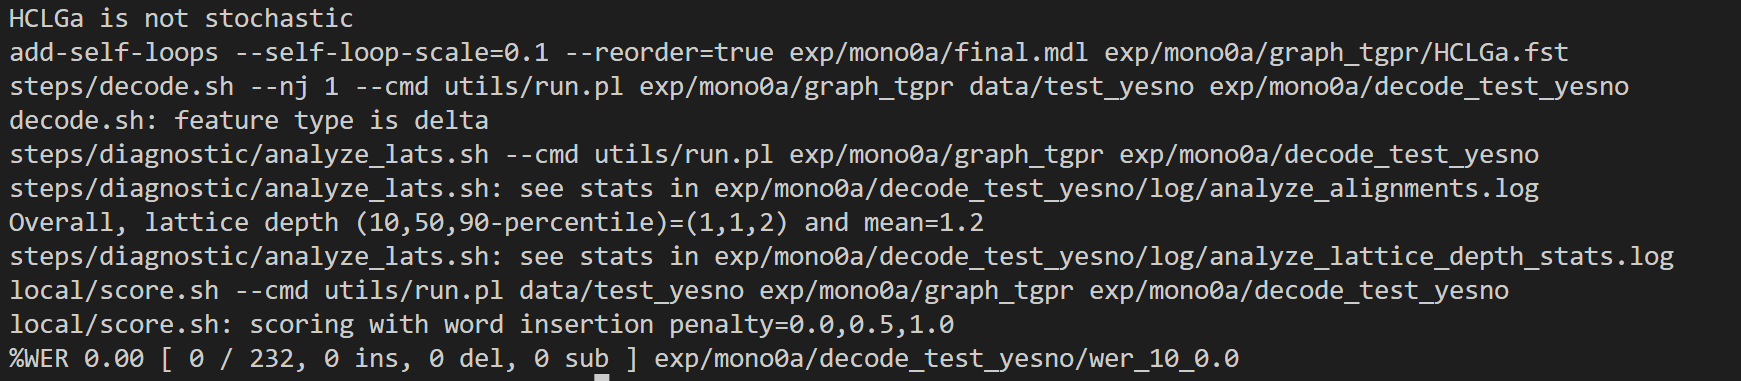 HCLGa is not stochastic
add-self-loops --self-loop-scale=0.1 --reorder=true exp/mono0a/final.mdl exp/mono0a/graph_tgpr/HCLGa.fst
steps/decode.sh --nj 1 --cmd utils/run.pl exp/mono0a/graph_tgpr data/test_yesno exp/mono0a/decode_test_yesno
decode.sh: feature type is delta
steps/diagnostic/analyze_lats.sh --cmd utils/run.pl exp/mono0a/graph_tgpr exp/mono0a/decode_test_yesno
steps/diagnostic/analyze_lats.sh: see stats in exp/mono0a/decode_test_yesno/log/analyze_alignments.log
Overall, lattice depth (10,50,90-percentile)=(1,1,2) and mean=1.2
steps/diagnostic/analyze_lats.sh: see stats in exp/mono0a/decode_test_yesno/log/analyze_lattice_depth_stats.log
local/score.sh --cmd utils/run.pl data/test_yesno exp/mono0a/graph_tgpr exp/mono0a/decode_test_yesno
local/score.sh: scoring with word insertion penalty=0.0,0.5,1.0
%WER 0.00 [ 0 / 232, 0 ins, 0 del, 0 sub ] exp/mono0a/decode_test_yesno/wer_10_0.0